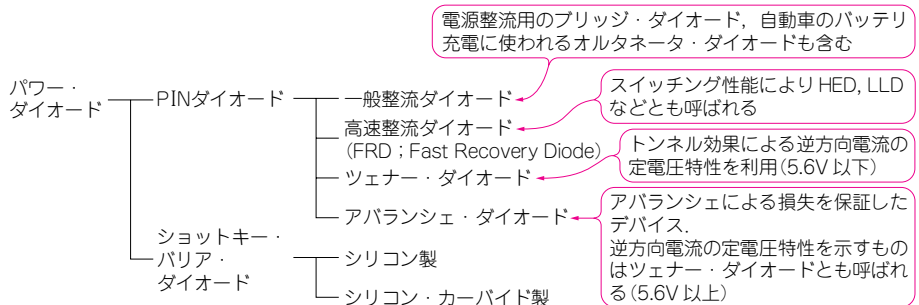 電源整流用のブリッジ・ダイオード，自動車のバッテリ
充電に使われるオルタネータ・ダイオードも含む
パワー・
ダイオード
PINダイオード
一般整流ダイオード
スイッチング性能によりHED, LLD
などとも呼ばれる
高速整流ダイオード
(FRD；Fast Recovery Diode)
トンネル効果による逆方向電流の
定電圧特性を利用(5.6V以下)
ツェナー・ダイオード
アバランシェ・ダイオード
アバランシェによる損失を保証した
デバイス．
逆方向電流の定電圧特性を示すもの
はツェナー・ダイオードとも呼ばれ
る(5.6V以上)
ショットキー・
バリア・
ダイオード
シリコン製
シリコン・カーバイド製